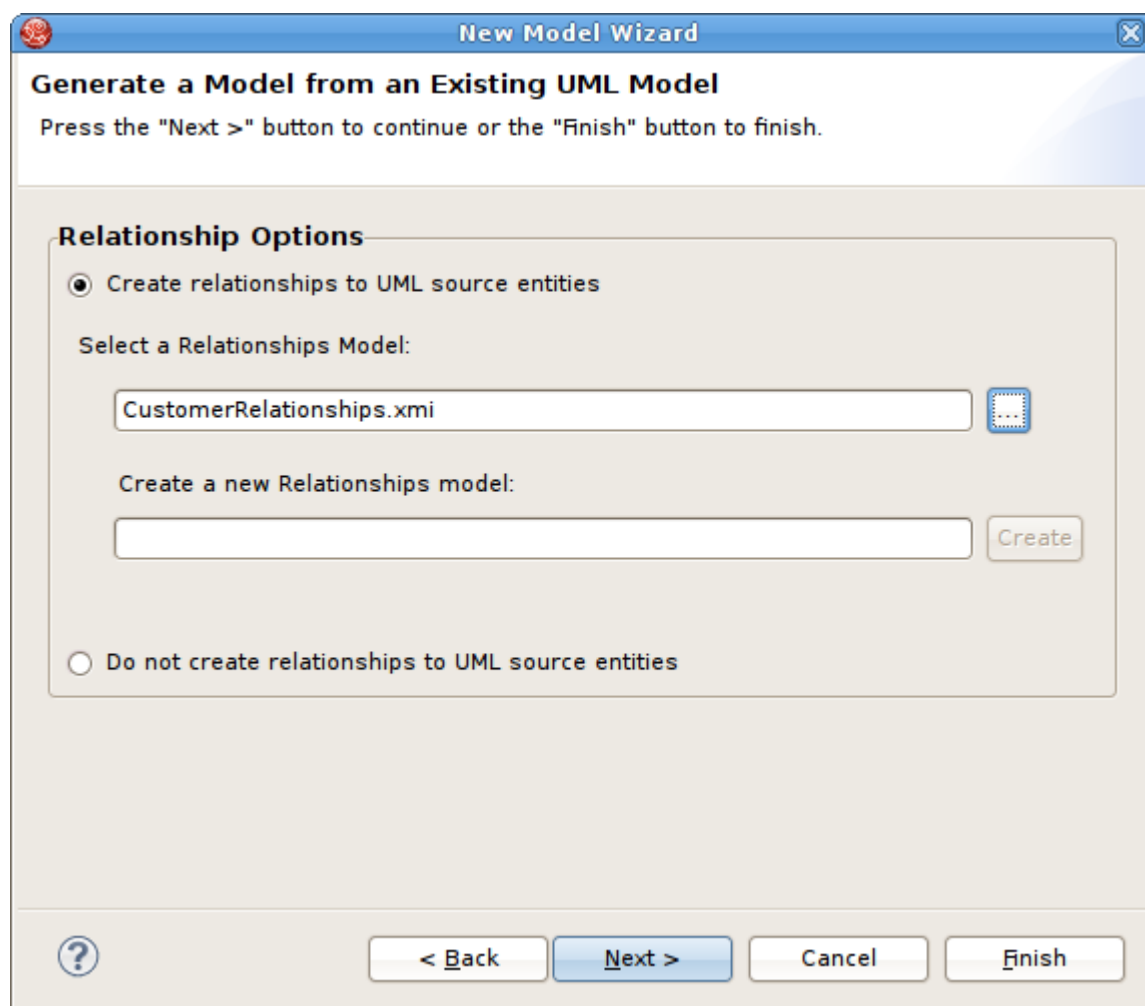 New Model Wizard
Generate a Model from an Existing UML Model
Press the "Next >" button to continue or the "Finish" button to finish.
Relationship Options
Create relationships to UML source entities
Select a Relationships Model:
CustomerRelationships.xmi
...
Create a new Relationships model:
Create
Do not create relationships to UML source entities
?
< Back
Next >
Cancel
Finish